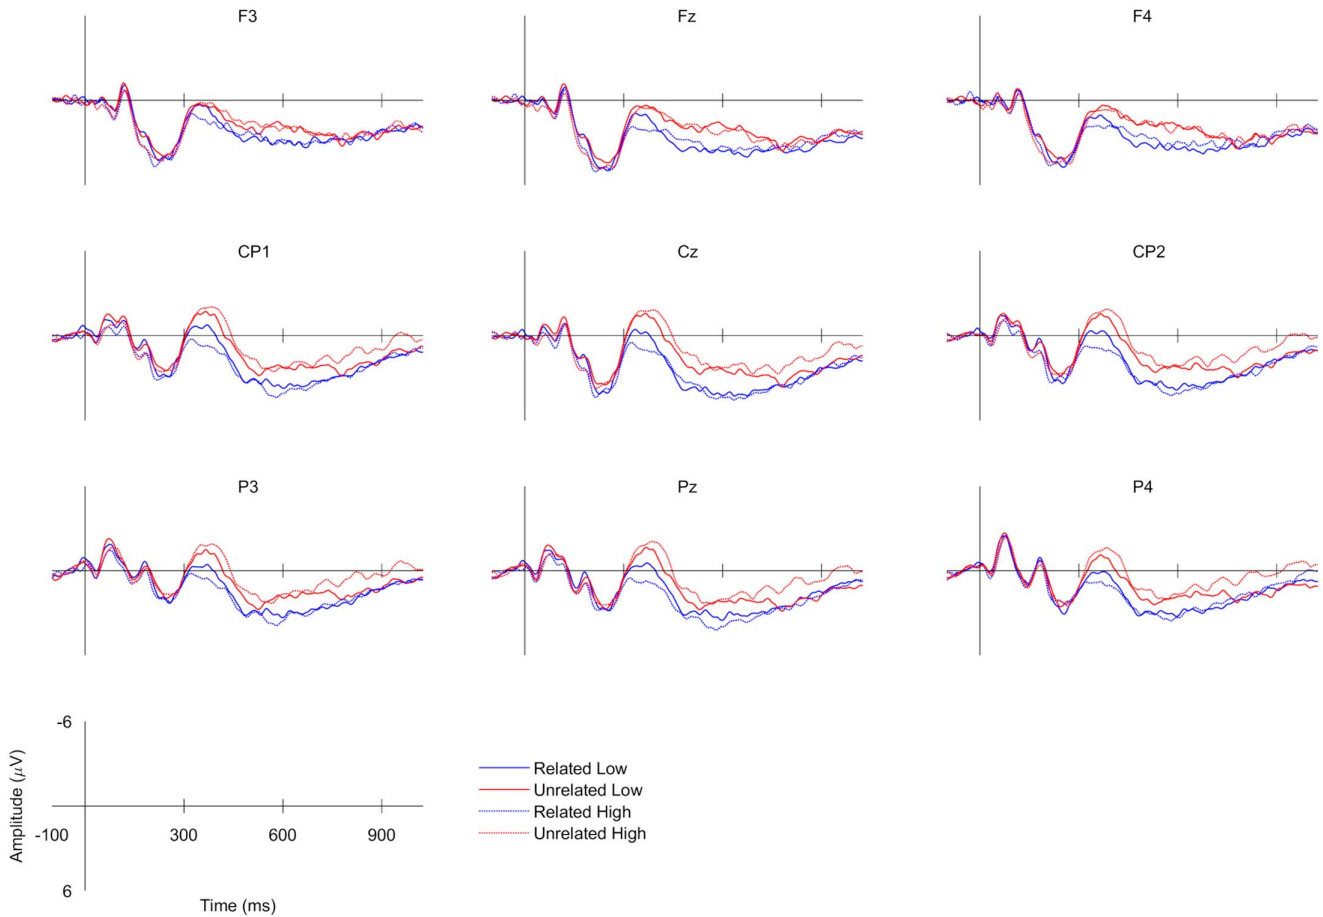 F3
Fz
F4
CP1
Cz
CP2
P3
Pz
P4
-6
Amplitude (μV)
-100
300
600
900
6
Time (ms)
Related Low
Unrelated Low
Related High
Unrelated High